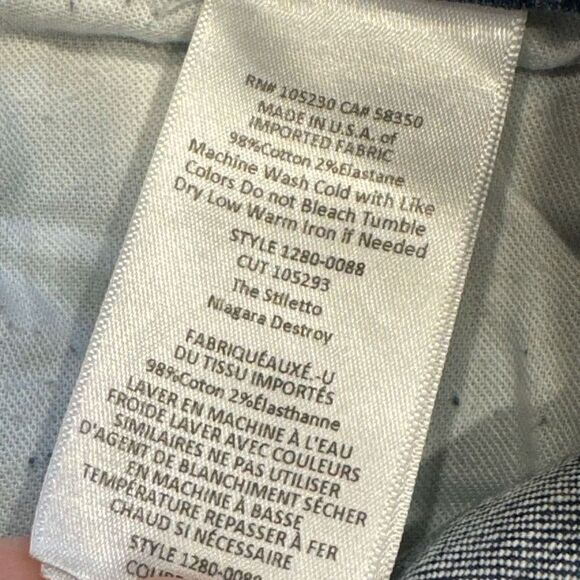 RN# 105230 CA# 58350
MADE IN U.S.A. of
IMPORTED FABRIC
98%Cotton 2%Elastane
Machine Wash Cold with Like
Colors Do not Bleach Tumble
Dry Low Warm Iron if Needed
STYLE 1280-0088
CUT 105293
The Stiletto
Niagara Destroy
FABRIQUÉAUXÉ.-U
DU TISSU IMPORTÉS
98%Coton 2%Élasthanne
LAVER EN MACHINE À L'EAU
FROIDE LAVER AVEC COULEURS
SIMILAIRES NE PAS UTILISER
D'AGENT DE BLANCHIMENT SÉCHER
EN MACHINE À BASSE
TEMPÉRATURE REPASSER À FER
CHAUD SI NÉCESSAIRE
STYLE 1280-0088